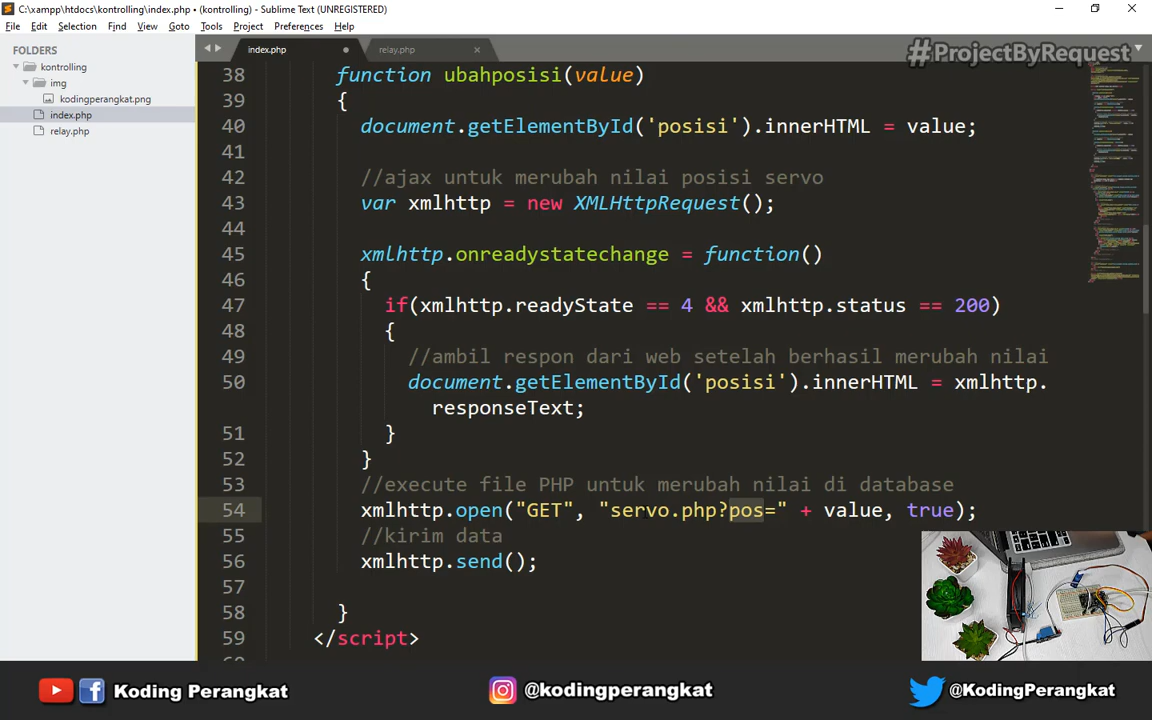 C:\xampp\htdocs\kontrolling\index.php • (kontrolling) - Sublime Text (UNREGISTERED)
File Edit Selection Find View Goto Tools Project Preferences Help
FOLDERS
kontrolling
img
kodingperangkat.png
index.php
relay.php
index.php
relay.php
#ProjectByRequest
38 function ubahposisi(value)
39 {
40 document.getElementById('posisi').innerHTML = value;
41
42 //ajax untuk merubah nilai posisi servo
43 var xmlhttp = new XMLHttpRequest();
44
45 xmlhttp.onreadystatechange = function()
46 {
47 if(xmlhttp.readyState == 4 && xmlhttp.status == 200)
48 {
49 //ambil respon dari web setelah berhasil merubah nilai
50 document.getElementById('posisi').innerHTML = xmlhttp.
responseText;
51 }
52 }
53 //execute file PHP untuk merubah nilai di database
54 xmlhttp.open("GET", "servo.php?pos=" + value, true);
55 //kirim data
56 xmlhttp.send();
57
58 }
59 </script>
Koding Perangkat
@kodingperangkat
@KodingPerangkat